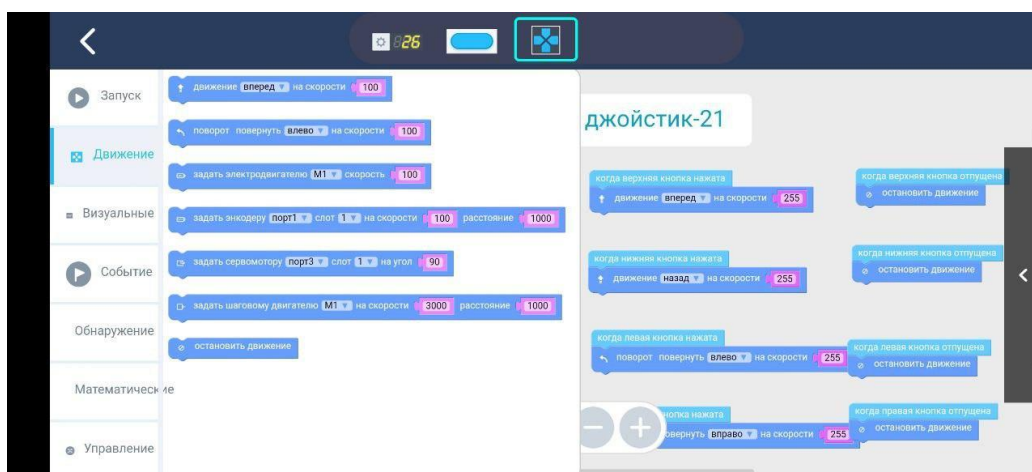 826
Запуск
Движение
Визуальные
Событие
Обнаружение
Математические
Управление
движение вперед на скорости 100
поворот повернуть влево на скорости 100
задать электродвигателю M1 скорость 100
задать энкодеру порт1 слот 1 на скорости 100 расстояние 1000
задать сервомотору порт3 слот 1 на угол 90
задать шаговому двигателю M1 на скорости 3000 расстояние 1000
остановить движение
джойстик-21
когда верхняя кнопка нажата
движение вперед на скорости 255
когда верхняя кнопка отпущена
остановить движение
когда нижняя кнопка нажата
движение назад на скорости 255
когда нижняя кнопка отпущена
остановить движение
когда левая кнопка нажата
поворот повернуть влево на скорости 255
когда левая кнопка отпущена
остановить движение
кнопка нажата
повернуть вправо на скорости 255
когда правая кнопка отпущена
остановить движение